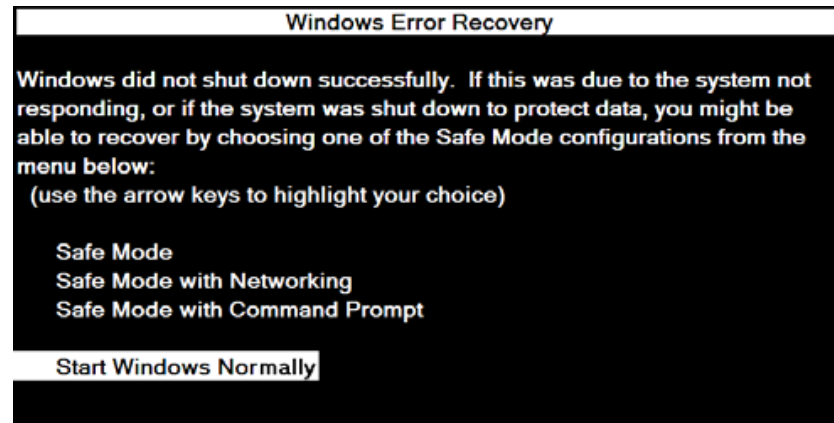 Windows Error Recovery
Windows did not shut down successfully.  If this was due to the system not
responding, or if the system was shut down to protect data, you might be
able to recover by choosing one of the Safe Mode configurations from the
menu below:
(use the arrow keys to highlight your choice)
Safe Mode
Safe Mode with Networking
Safe Mode with Command Prompt
Start Windows Normally